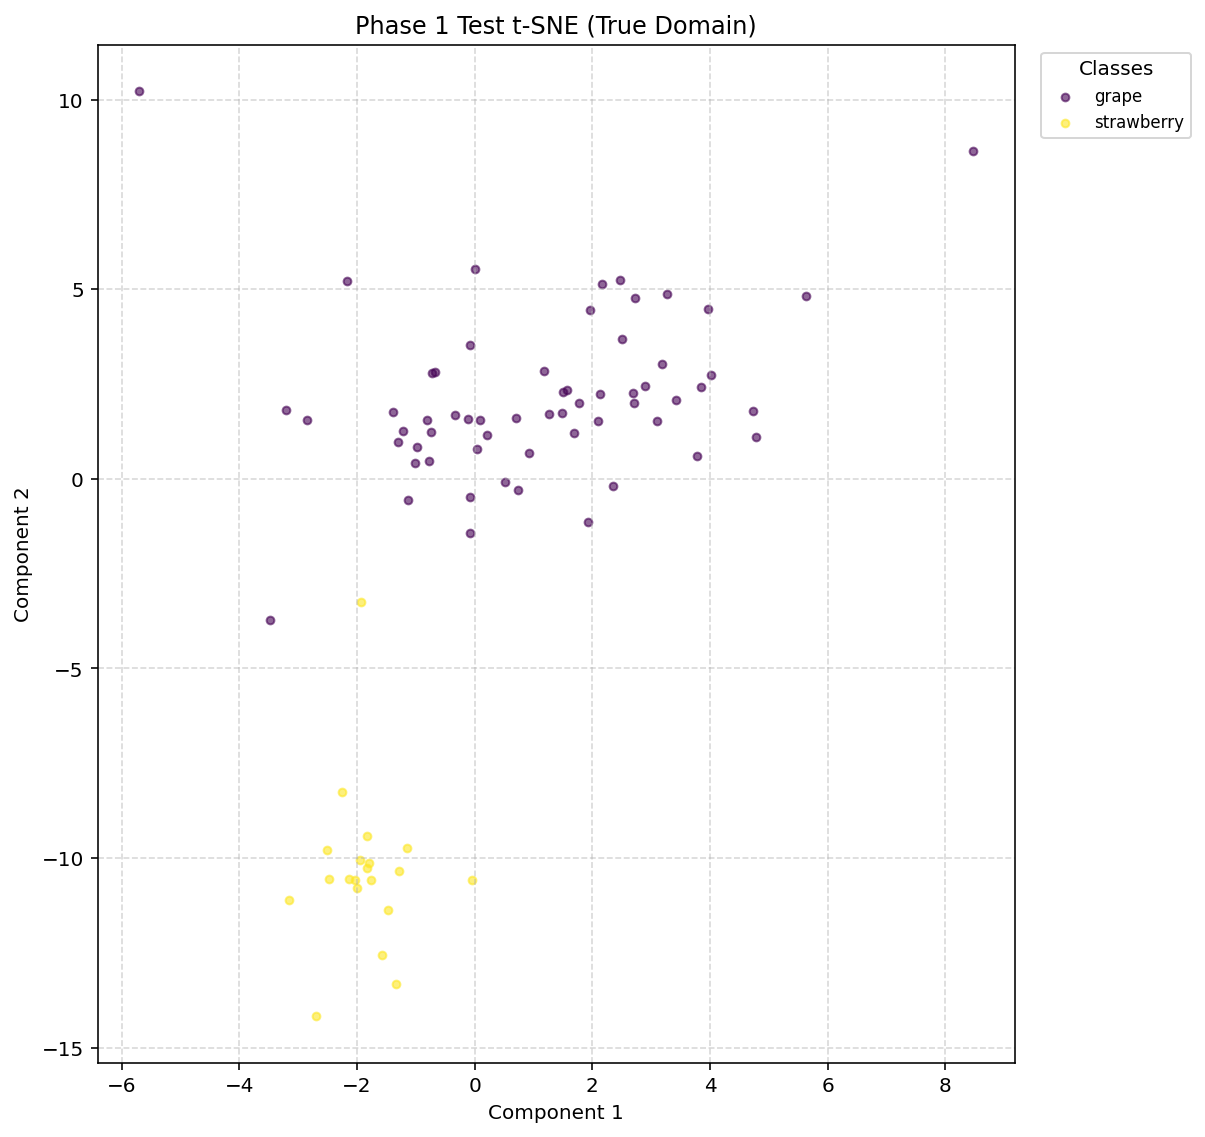 Phase 1 Test t-SNE (True Domain)
Classes
grape
strawberry
10
5
0
−5
−10
−15
Component 2
−6
−4
−2
0
2
4
6
8
Component 1